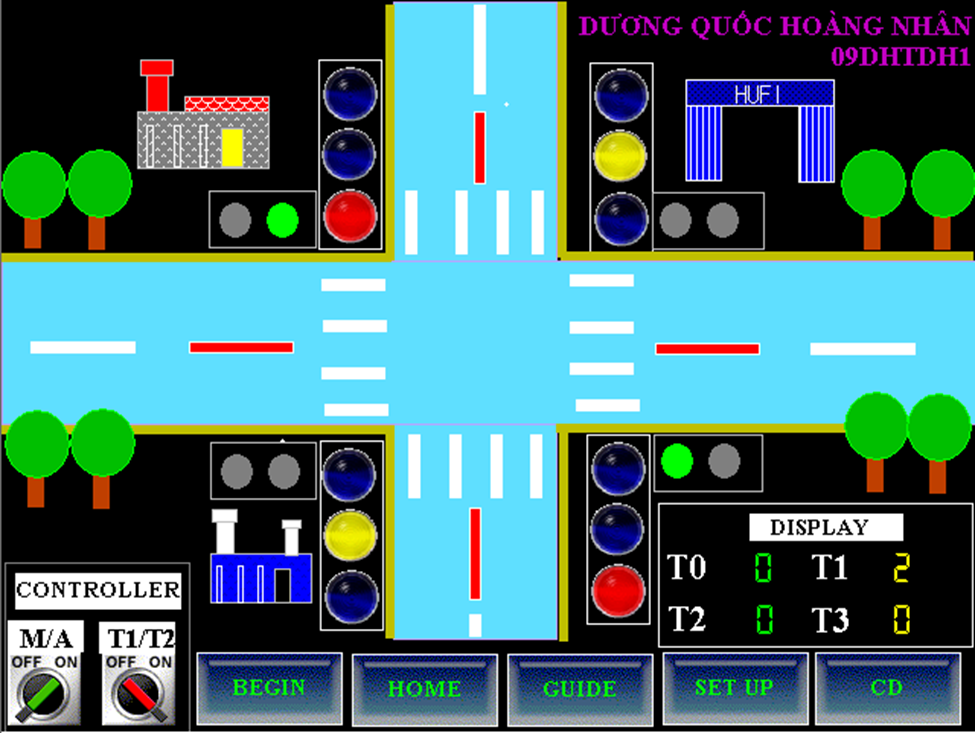 DƯƠNG QUỐC HOÀNG NHÂN
09DHTDH1
HUFI
DISPLAY
T0 0 T1 2
T2 0 T3 0
CONTROLLER
M/A T1/T2
OFF ON OFF ON
BEGIN HOME GUIDE SET UP CD